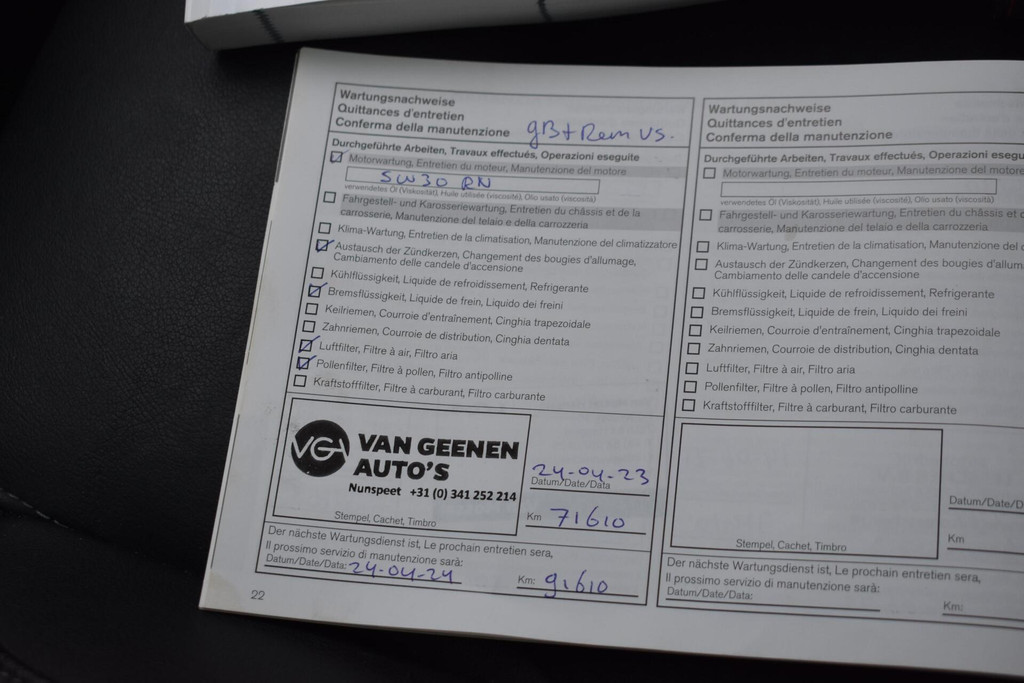 Wartungsnachweise
Quittances d'entretien
Conferma della manutenzione gB+ Rem VS.
Durchgeführte Arbeiten, Travaux effectués, Operazioni eseguite
Motorwartung, Entretien du moteur, Manutenzione del motore
5W30 RN
verwendetes Öl (Viskosität), Huile utilisée (viscosité), Olio usato (viscosità)
Fahrgestell- und Karosseriewartung, Entretien du châssis et de la
carrosserie, Manutenzione del telaio e della carrozzeria
Klima-Wartung, Entretien de la climatisation, Manutenzione del climatizzatore
Austausch der Zündkerzen, Changement des bougies d'allumage,
Cambiamento delle candele d'accensione
Kühlflüssigkeit, Liquide de refroidissement, Refrigerante
Bremsflüssigkeit, Liquide de frein, Liquido dei freini
Keilriemen, Courroie d'entraînement, Cinghia trapezoidale
Zahnriemen, Courroie de distribution, Cinghia dentata
Luftfilter, Filtre à air, Filtro aria
Pollenfilter, Filtre à pollen, Filtro antipolline
Kraftstofffilter, Filtre à carburant, Filtro carburante
VGA VAN GEENEN
AUTO'S
Nunspeet +31 (0) 341 252 214
Stempel, Cachet, Timbro
24-04-23
Datum/Date/Data
Km 71610
Der nächste Wartungsdienst ist, Le prochain entretien sera,
Il prossimo servizio di manutenzione sarà:
Datum/Date/Data: 24-04-24 Km: 91610
22
Wartungsnachweise
Quittances d'entretien
Conferma della manutenzione
Durchgeführte Arbeiten, Travaux effectués, Operazioni esegu
Motorwartung, Entretien du moteur, Manutenzione del motore
verwendetes Öl (Viskosität), Huile utilisée (viscosité), Olio usato (viscosità)
Fahrgestell- und Karosseriewartung, Entretien du châssis et d
carrosserie, Manutenzione del telaio e della carrozzeria
Klima-Wartung, Entretien de la climatisation, Manutenzione del c
Austausch der Zündkerzen, Changement des bougies d'allum
Cambiamento delle candele d'accensione
Kühlflüssigkeit, Liquide de refroidissement, Refrigerante
Bremsflüssigkeit, Liquide de frein, Liquido dei freini
Keilriemen, Courroie d'entraînement, Cinghia trapezoidale
Zahnriemen, Courroie de distribution, Cinghia dentata
Luftfilter, Filtre à air, Filtro aria
Pollenfilter, Filtre à pollen, Filtro antipolline
Kraftstofffilter, Filtre à carburant, Filtro carburante
Stempel, Cachet, Timbro
Datum/Date/D
Km
Der nächste Wartungsdienst ist, Le prochain entretien sera,
Il prossimo servizio di manutenzione sarà:
Datum/Date/Data: Km: